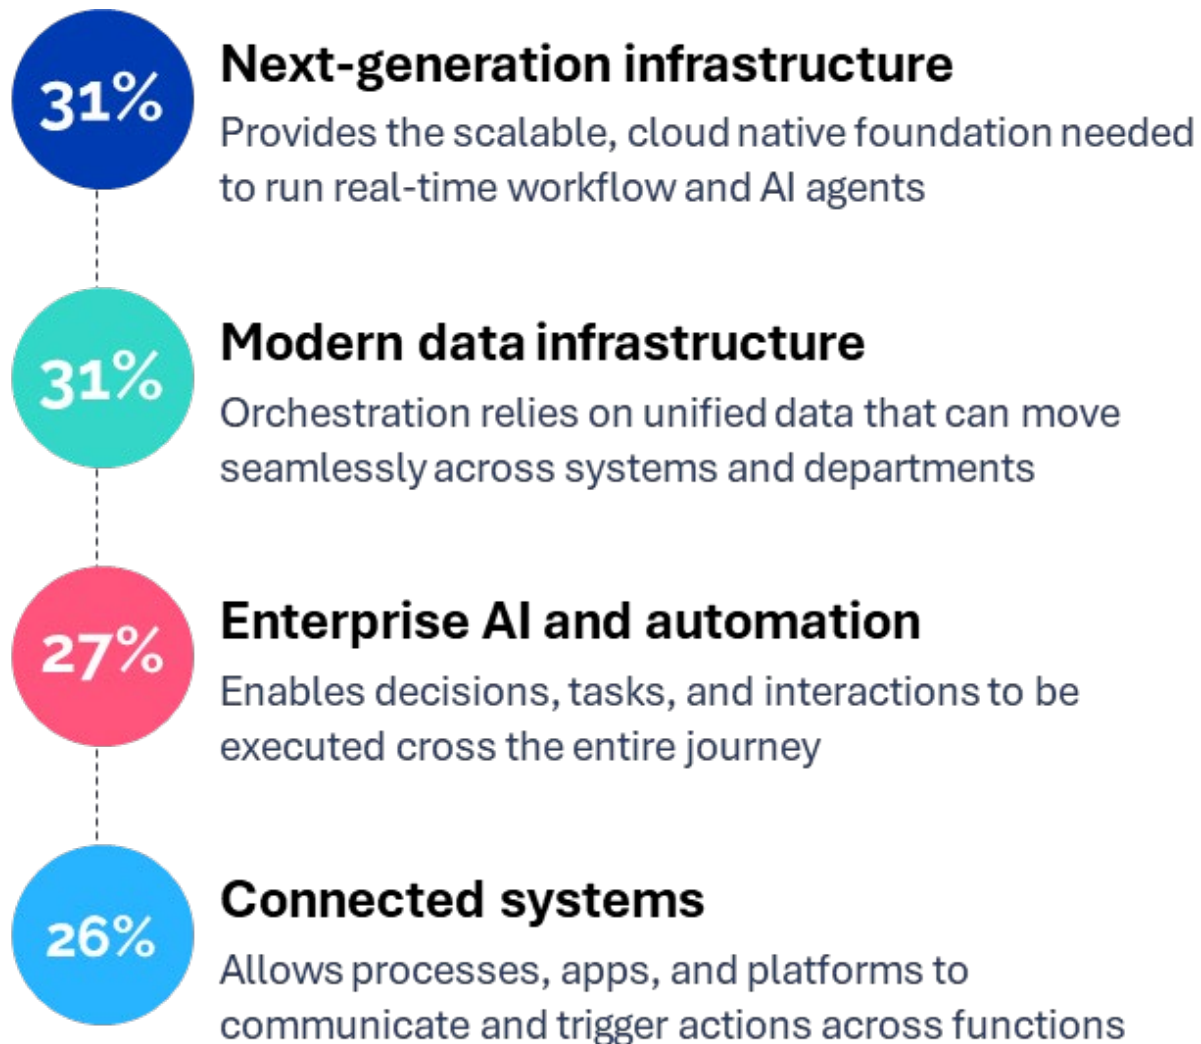 31%
Next-generation infrastructure
Provides the scalable, cloud native foundation needed
to run real-time workflow and AI agents
31%
Modern data infrastructure
Orchestration relies on unified data that can move
seamlessly across systems and departments
27%
Enterprise AI and automation
Enables decisions, tasks, and interactions to be
executed cross the entire journey
26%
Connected systems
Allows processes, apps, and platforms to
communicate and trigger actions across functions